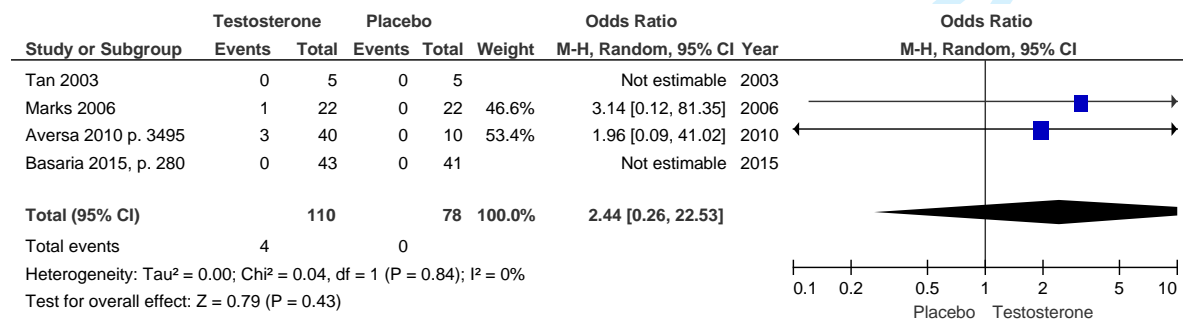 Testosterone Placebo Odds Ratio Odds Ratio
Study or Subgroup Events Total Events Total Weight M-H, Random, 95% CI Year M-H, Random, 95% CI
Tan 2003 0 5 0 5 Not estimable 2003
Marks 2006 1 22 0 22 46.6% 3.14 [0.12, 81.35] 2006
Aversa 2010 p. 3495 3 40 0 10 53.4% 1.96 [0.09, 41.02] 2010
Basaria 2015, p. 280 0 43 0 41 Not estimable 2015
Total (95% CI) 110 78 100.0% 2.44 [0.26, 22.53]
Total events 4 0
Heterogeneity: Tau² = 0.00; Chi² = 0.04, df = 1 (P = 0.84); I² = 0%
Test for overall effect: Z = 0.79 (P = 0.43)
0.1 0.2 0.5 1 2 5 10
Placebo Testosterone